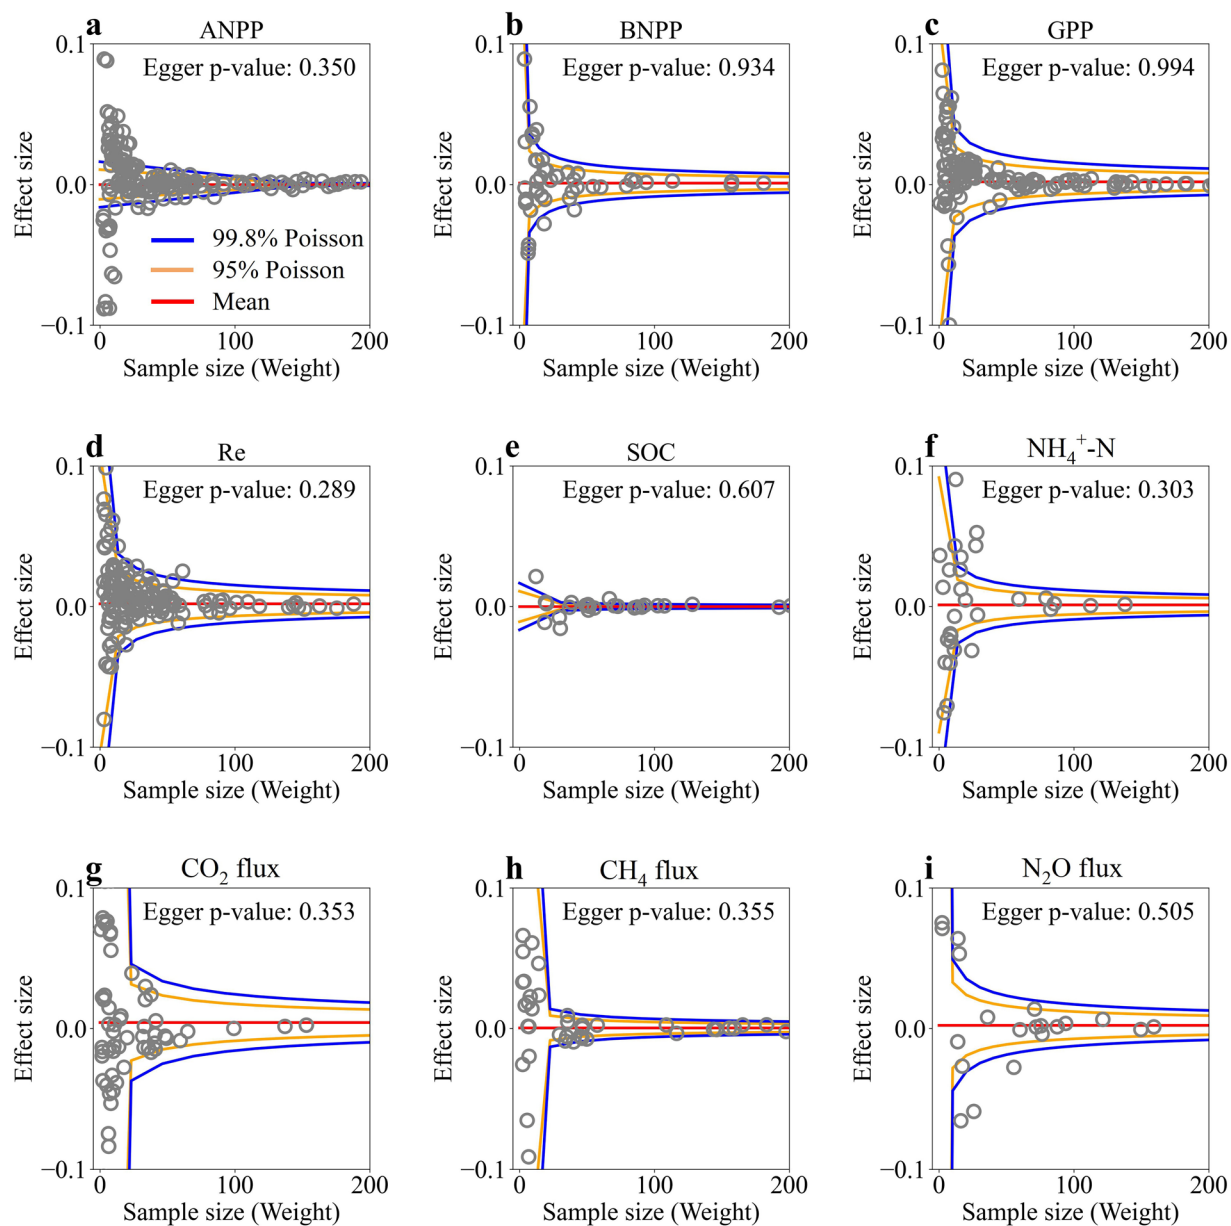 a ANPP
0.1
Egger p-value: 0.350
Effect size
0.0
99.8% Poisson
95% Poisson
Mean
−0.1
0 100 200
Sample size (Weight)
b BNPP
0.1
Egger p-value: 0.934
Effect size
0.0
−0.1
0 100 200
Sample size (Weight)
c GPP
0.1
Egger p-value: 0.994
Effect size
0.0
−0.1
0 100 200
Sample size (Weight)
d Re
0.1
Egger p-value: 0.289
Effect size
0.0
−0.1
0 100 200
Sample size (Weight)
e SOC
0.1
Egger p-value: 0.607
Effect size
0.0
−0.1
0 100 200
Sample size (Weight)
f NH₄⁺-N
0.1
Egger p-value: 0.303
Effect size
0.0
−0.1
0 100 200
Sample size (Weight)
g CO₂ flux
0.1
Egger p-value: 0.353
Effect size
0.0
−0.1
0 100 200
Sample size (Weight)
h CH₄ flux
0.1
Egger p-value: 0.355
Effect size
0.0
−0.1
0 100 200
Sample size (Weight)
i N₂O flux
0.1
Egger p-value: 0.505
Effect size
0.0
−0.1
0 100 200
Sample size (Weight)